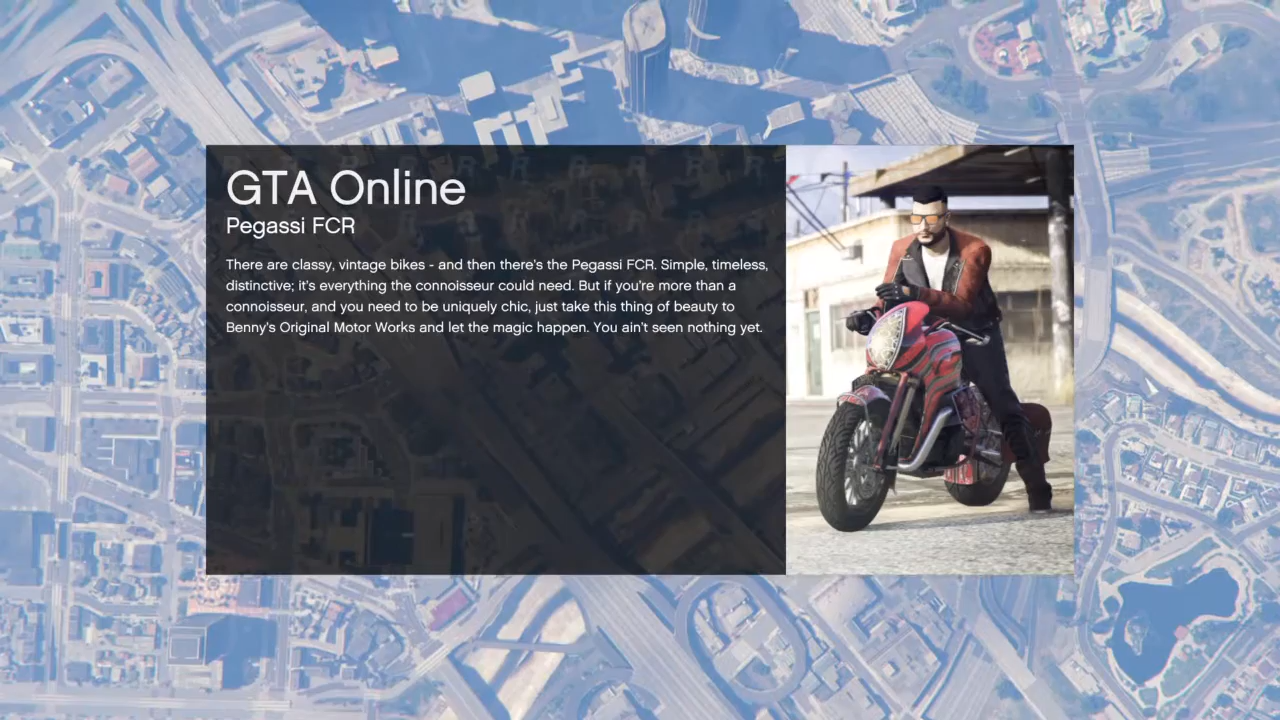 GTA Online
Pegassi FCR
There are classy, vintage bikes - and then there's the Pegassi FCR. Simple, timeless,
distinctive; it's everything the connoisseur could need. But if you're more than a
connoisseur, and you need to be uniquely chic, just take this thing of beauty to
Benny's Original Motor Works and let the magic happen. You ain't seen nothing yet.